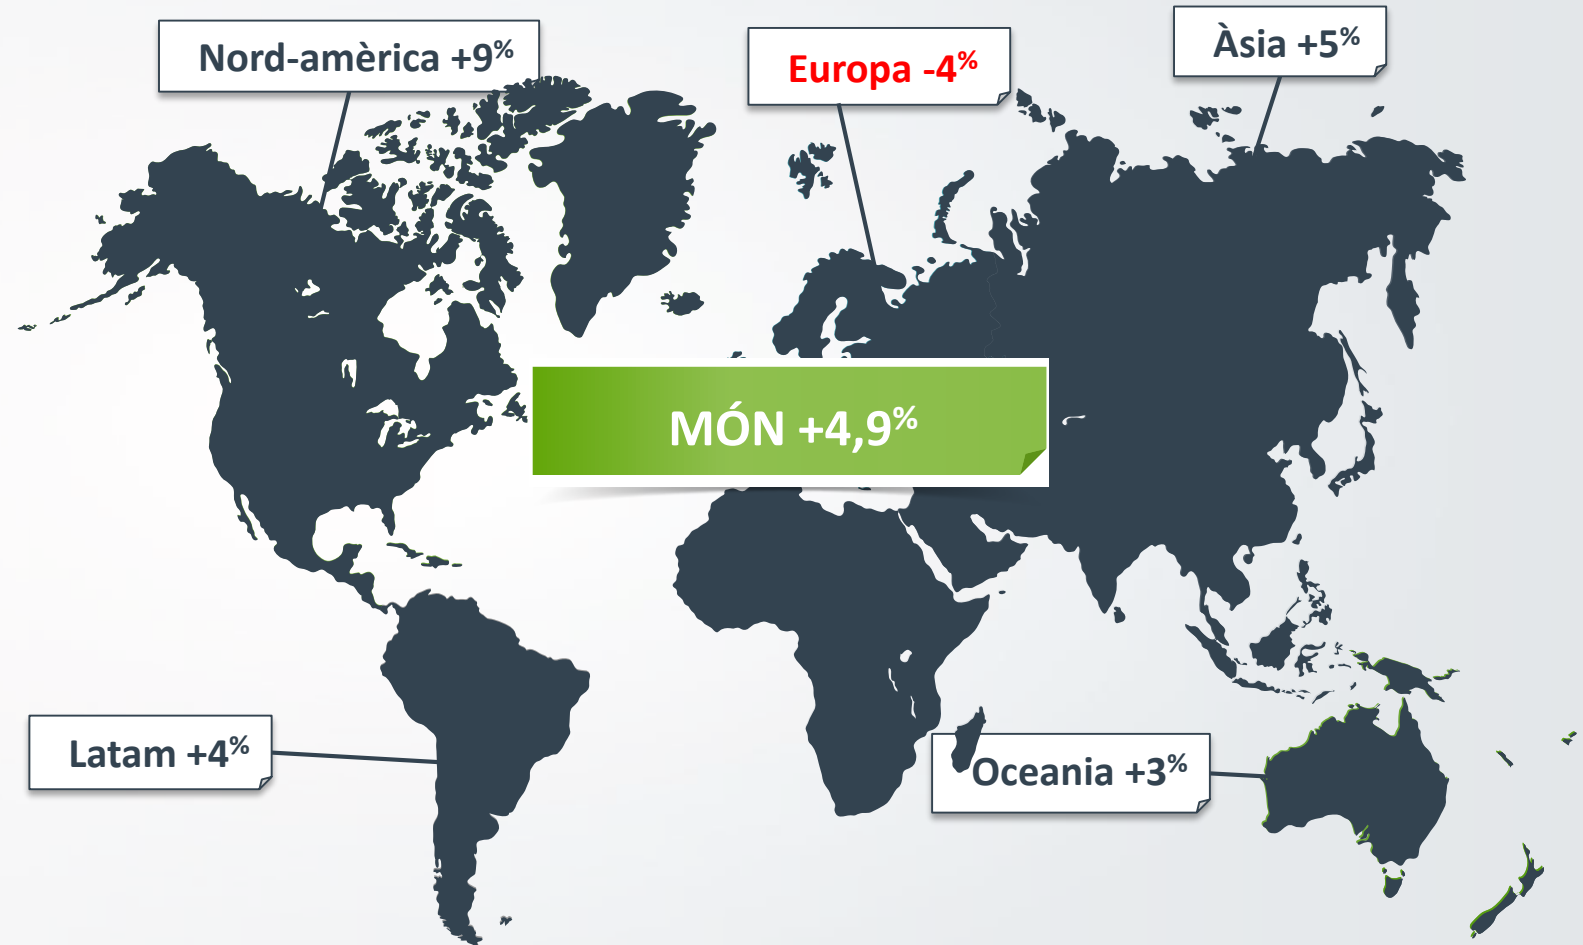 Nord-amèrica +9%
Europa -4%
Àsia +5%
MÓN +4,9%
Latam +4%
Oceania +3%